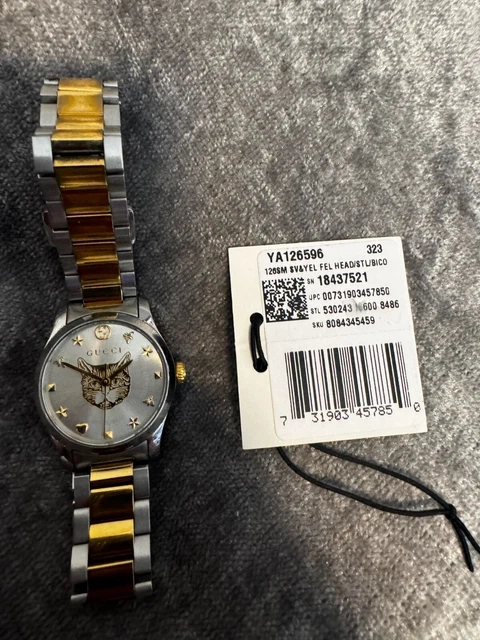 GUCCI
YA126596 323
126SM SV&YEL FEL HEAD/STL/BICO
SN 18437521
UPC 00731903457850
STL 530243 I1600 8486
SKU 8084345459
7 31903 45785 0